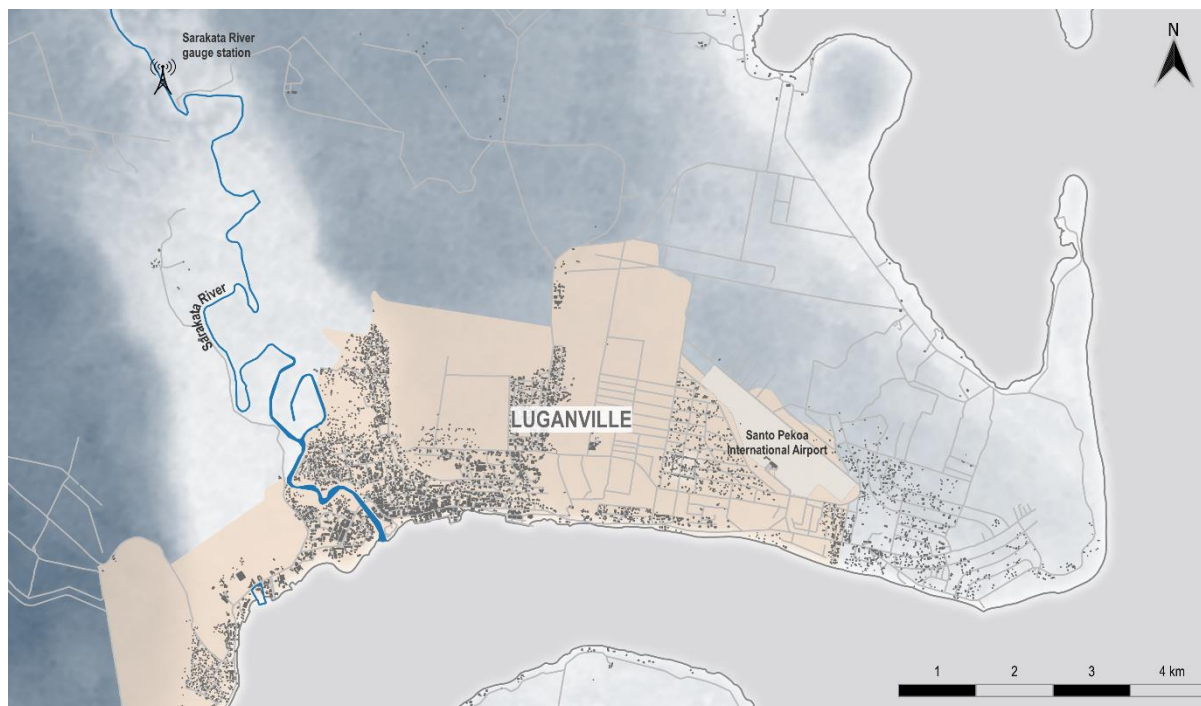 Sarakata River
gauge station
N
Sarakata River
LUGANVILLE
Santo Pekoa
International Airport
1 2 3 4 km